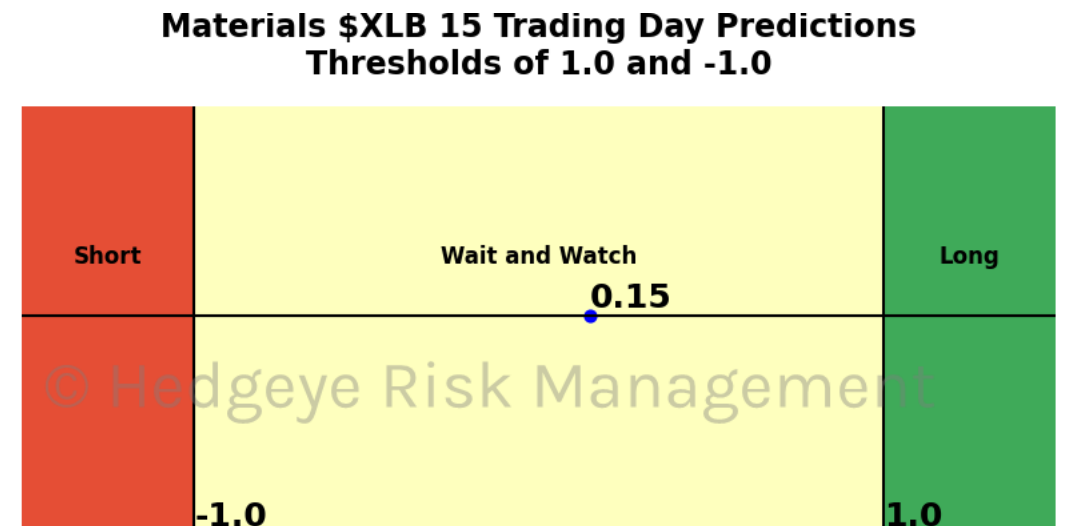 Materials $XLB 15 Trading Day Predictions
Thresholds of 1.0 and -1.0
Short
Wait and Watch
Long
0.15
© Hedgeye Risk Management
-1.0
1.0